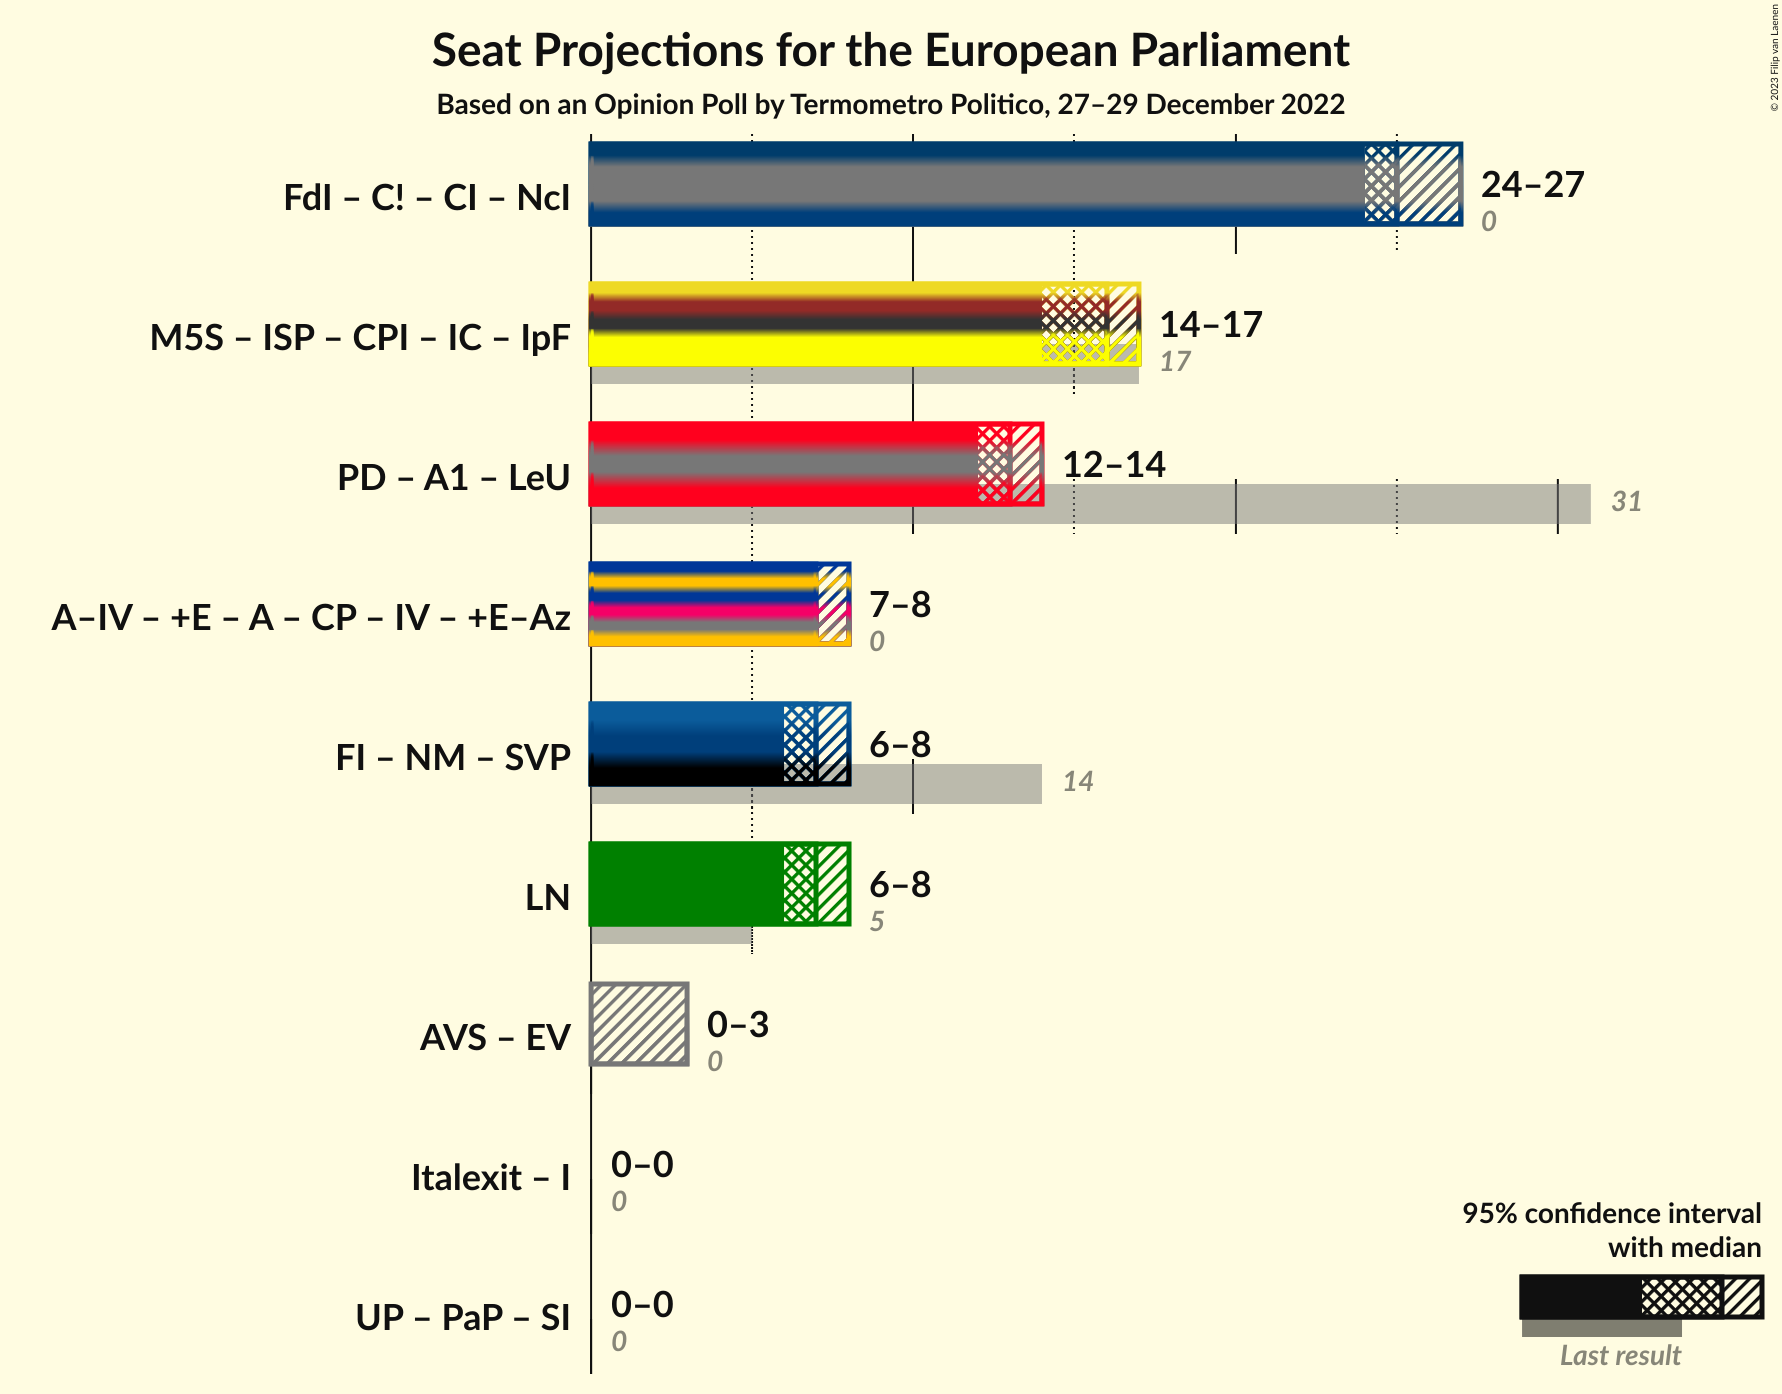 Seat Projections for the European Parliament
Based on an Opinion Poll by Termometro Politico, 27–29 December 2022
© 2023 Filip van Laenen
FdI – C! – CI – NcI
24–27
0
M5S – ISP – CPI – IC – IpF
14–17
17
PD – A1 – LeU
12–14
31
A–IV – +E – A – CP – IV – +E–Az
7–8
0
FI – NM – SVP
6–8
14
LN
6–8
5
AVS – EV
0–3
0
Italexit – I
0–0
0
UP – PaP – SI
0–0
0
95% confidence interval
with median
Last result